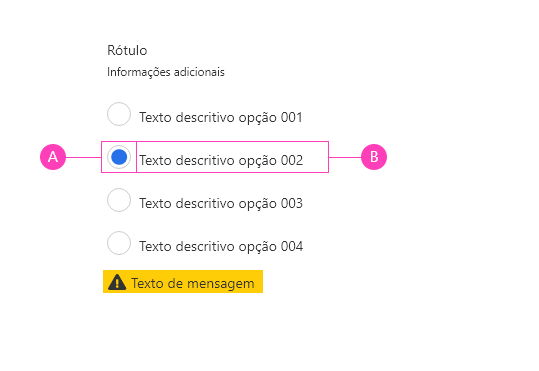 Rótulo
Informações adicionais
Texto descritivo opção 001
A Texto descritivo opção 002 B
Texto descritivo opção 003
Texto descritivo opção 004
Texto de mensagem